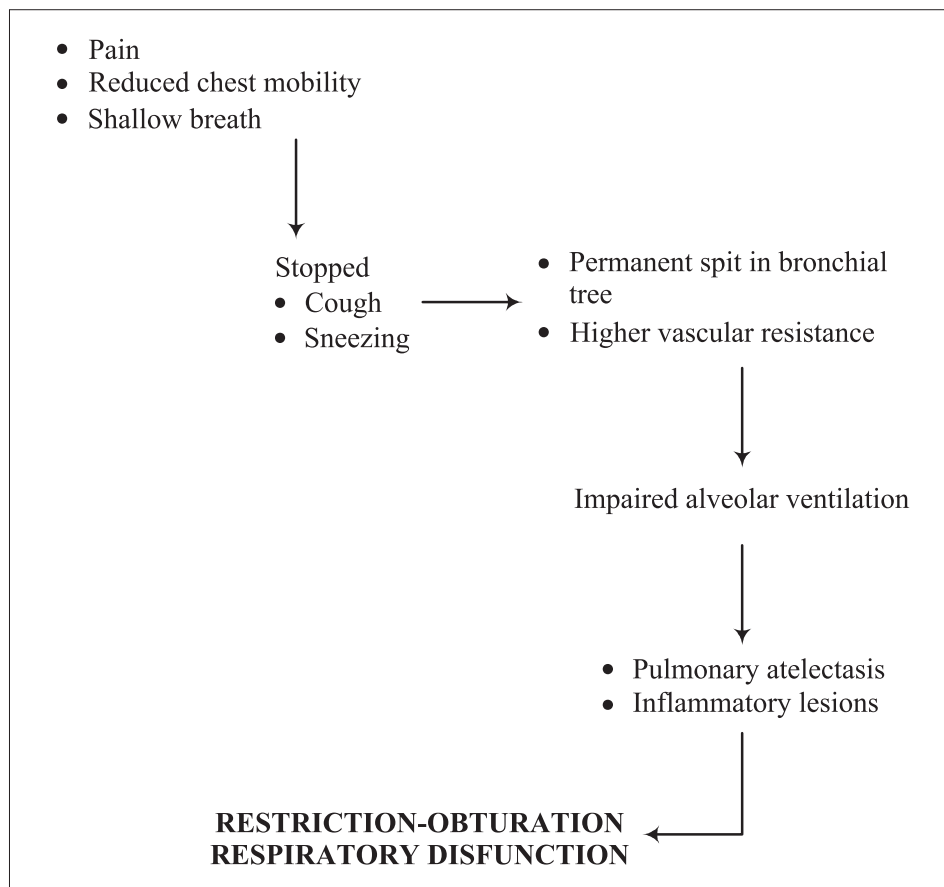 • Pain
• Reduced chest mobility
• Shallow breath
Stopped
• Cough
• Sneezing
• Permanent spit in bronchial
tree
• Higher vascular resistance
Impaired alveolar ventilation
• Pulmonary atelectasis
• Inflammatory lesions
RESTRICTION-OBTURATION
RESPIRATORY DISFUNCTION